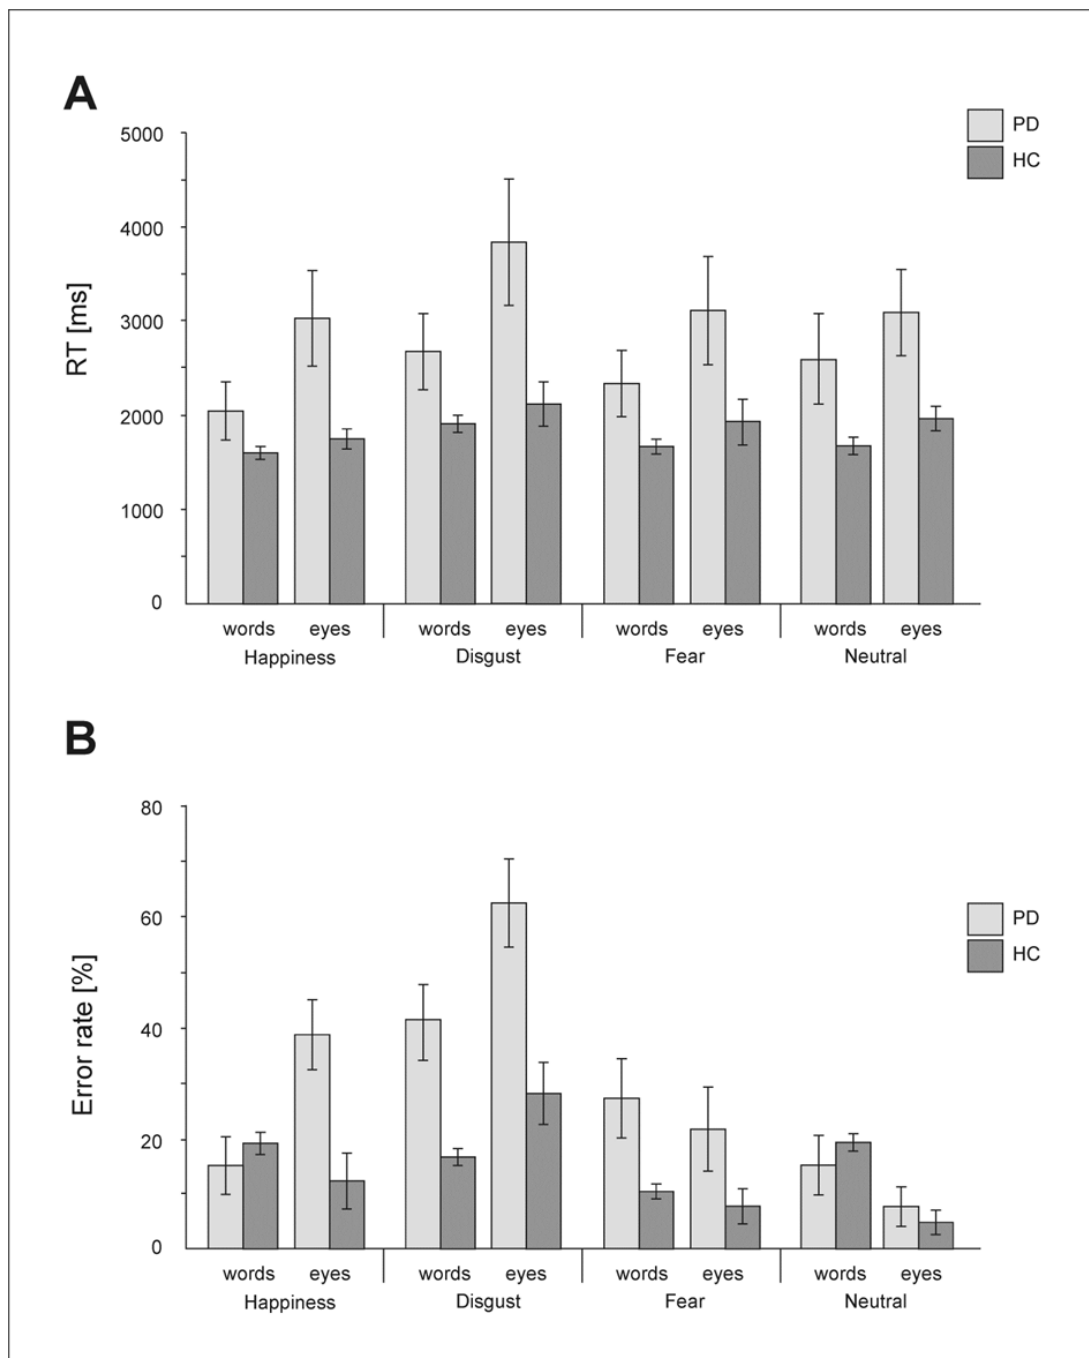 A
5000
4000
3000
2000
1000
0
RT [ms]
PD
HC
words eyes words eyes words eyes words eyes
Happiness Disgust Fear Neutral
B
80
60
40
20
0
Error rate [%]
PD
HC
words eyes words eyes words eyes words eyes
Happiness Disgust Fear Neutral